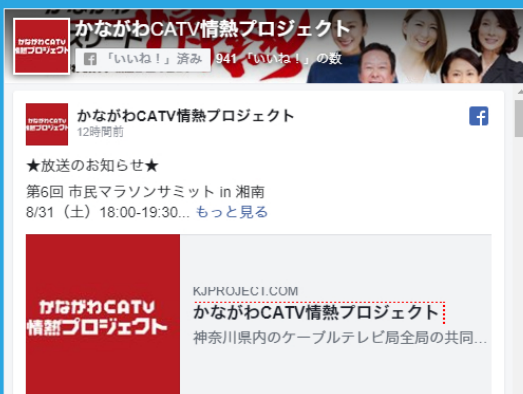 かながわCATV情熱プロジェクト
かながわCATV
情熱プロジェクト
「いいね！」済み 941 「いいね！」の数
かながわCATV
情熱プロジェクト
かながわCATV情熱プロジェクト
12時間前
★放送のお知らせ★
第6回 市民マラソンサミット in 湘南
8/31（土）18:00-19:30... もっと見る
かながわCATV
情熱プロジェクト
KJPROJECT.COM
かながわCATV情熱プロジェクト
神奈川県内のケーブルテレビ局全局の共同...